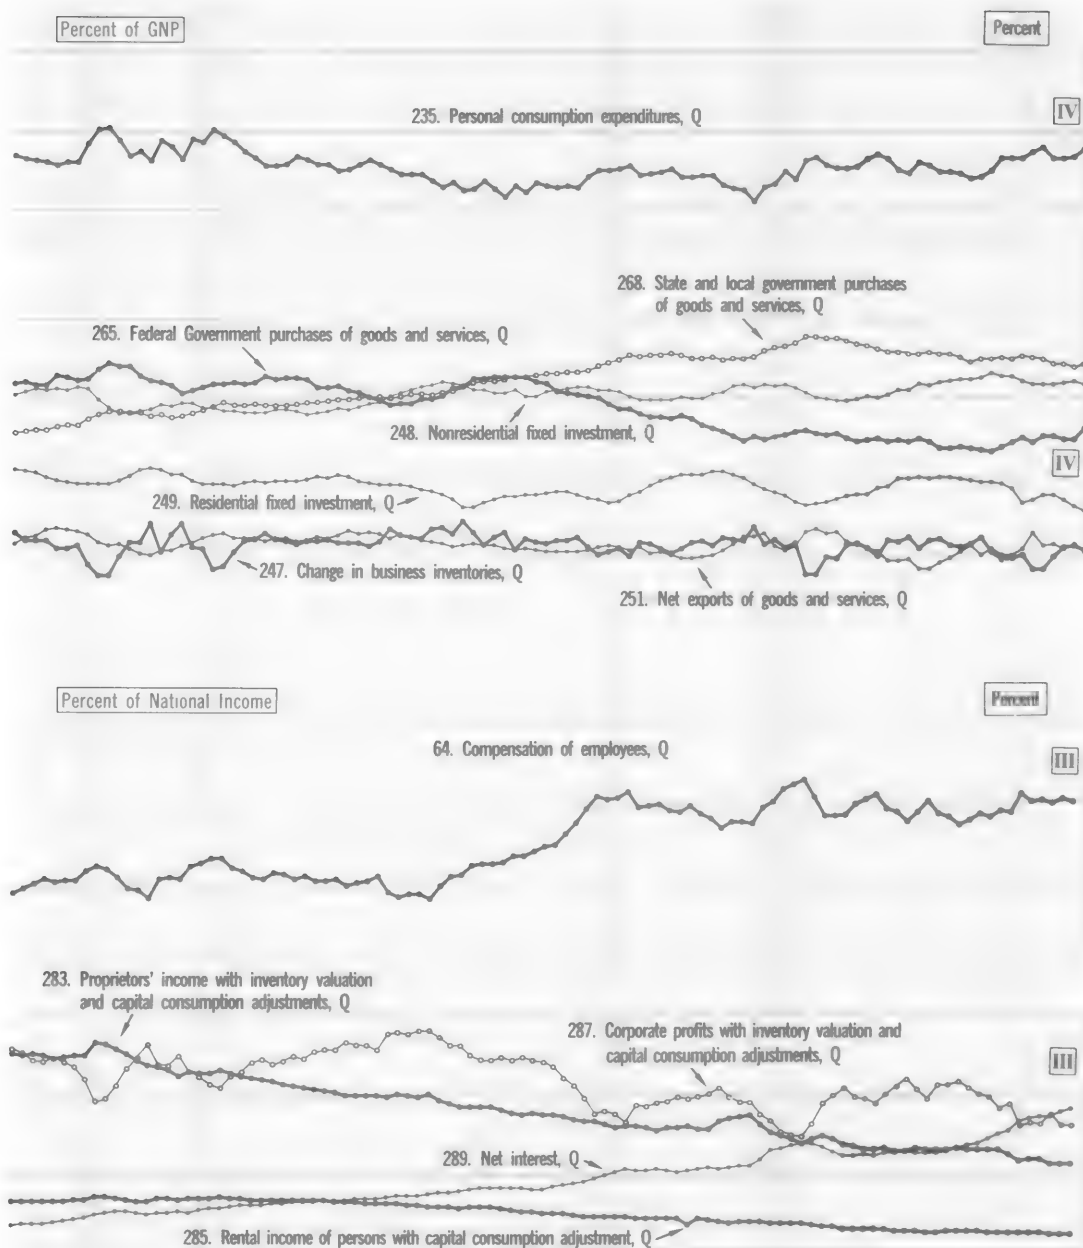 Percent of GNP
Percent
235. Personal consumption expenditures, Q
IV
268. State and local government purchases
of goods and services, Q
265. Federal Government purchases of goods and services, Q
248. Nonresidential fixed investment, Q
IV
249. Residential fixed investment, Q
247. Change in business inventories, Q
251. Net exports of goods and services, Q
Percent of National Income
Percent
64. Compensation of employees, Q
III
283. Proprietors' income with inventory valuation
and capital consumption adjustments, Q
287. Corporate profits with inventory valuation and
capital consumption adjustments, Q
III
289. Net interest, Q
285. Rental income of persons with capital consumption adjustment, Q